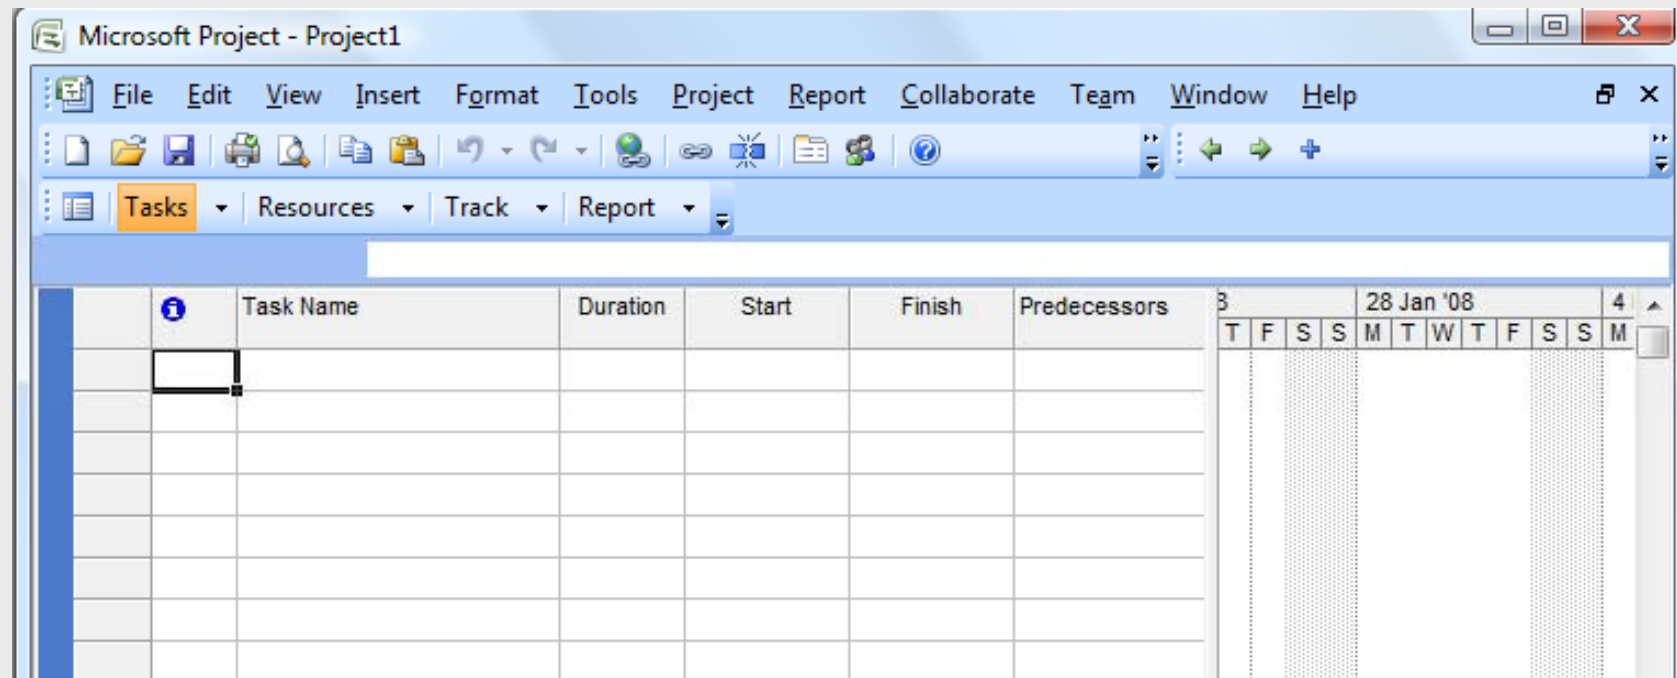 Microsoft Project - Project1
File Edit View Insert Format Tools Project Report Collaborate Team Window Help
Tasks Resources Track Report
Task Name Duration Start Finish Predecessors 28 Jan '08 4
T F S S M T W T F S S M